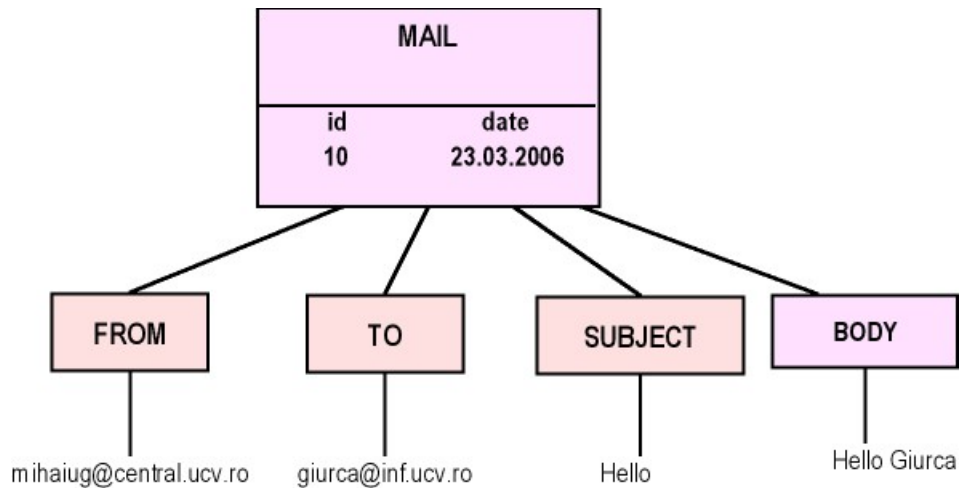 MAIL
id date
10 23.03.2006
FROM TO SUBJECT BODY
mihaiug@central.ucv.ro giurca@inf.ucv.ro Hello Hello Giurca